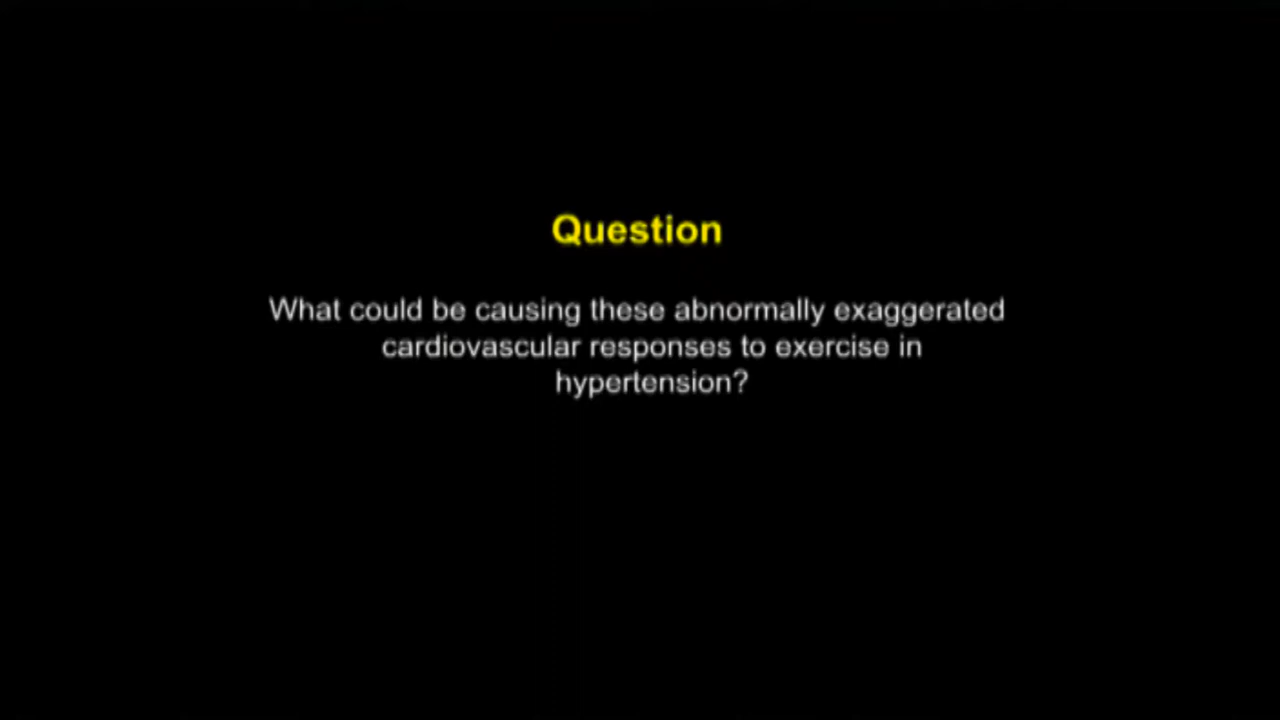 Question
What could be causing these abnormally exaggerated
cardiovascular responses to exercise in
hypertension?